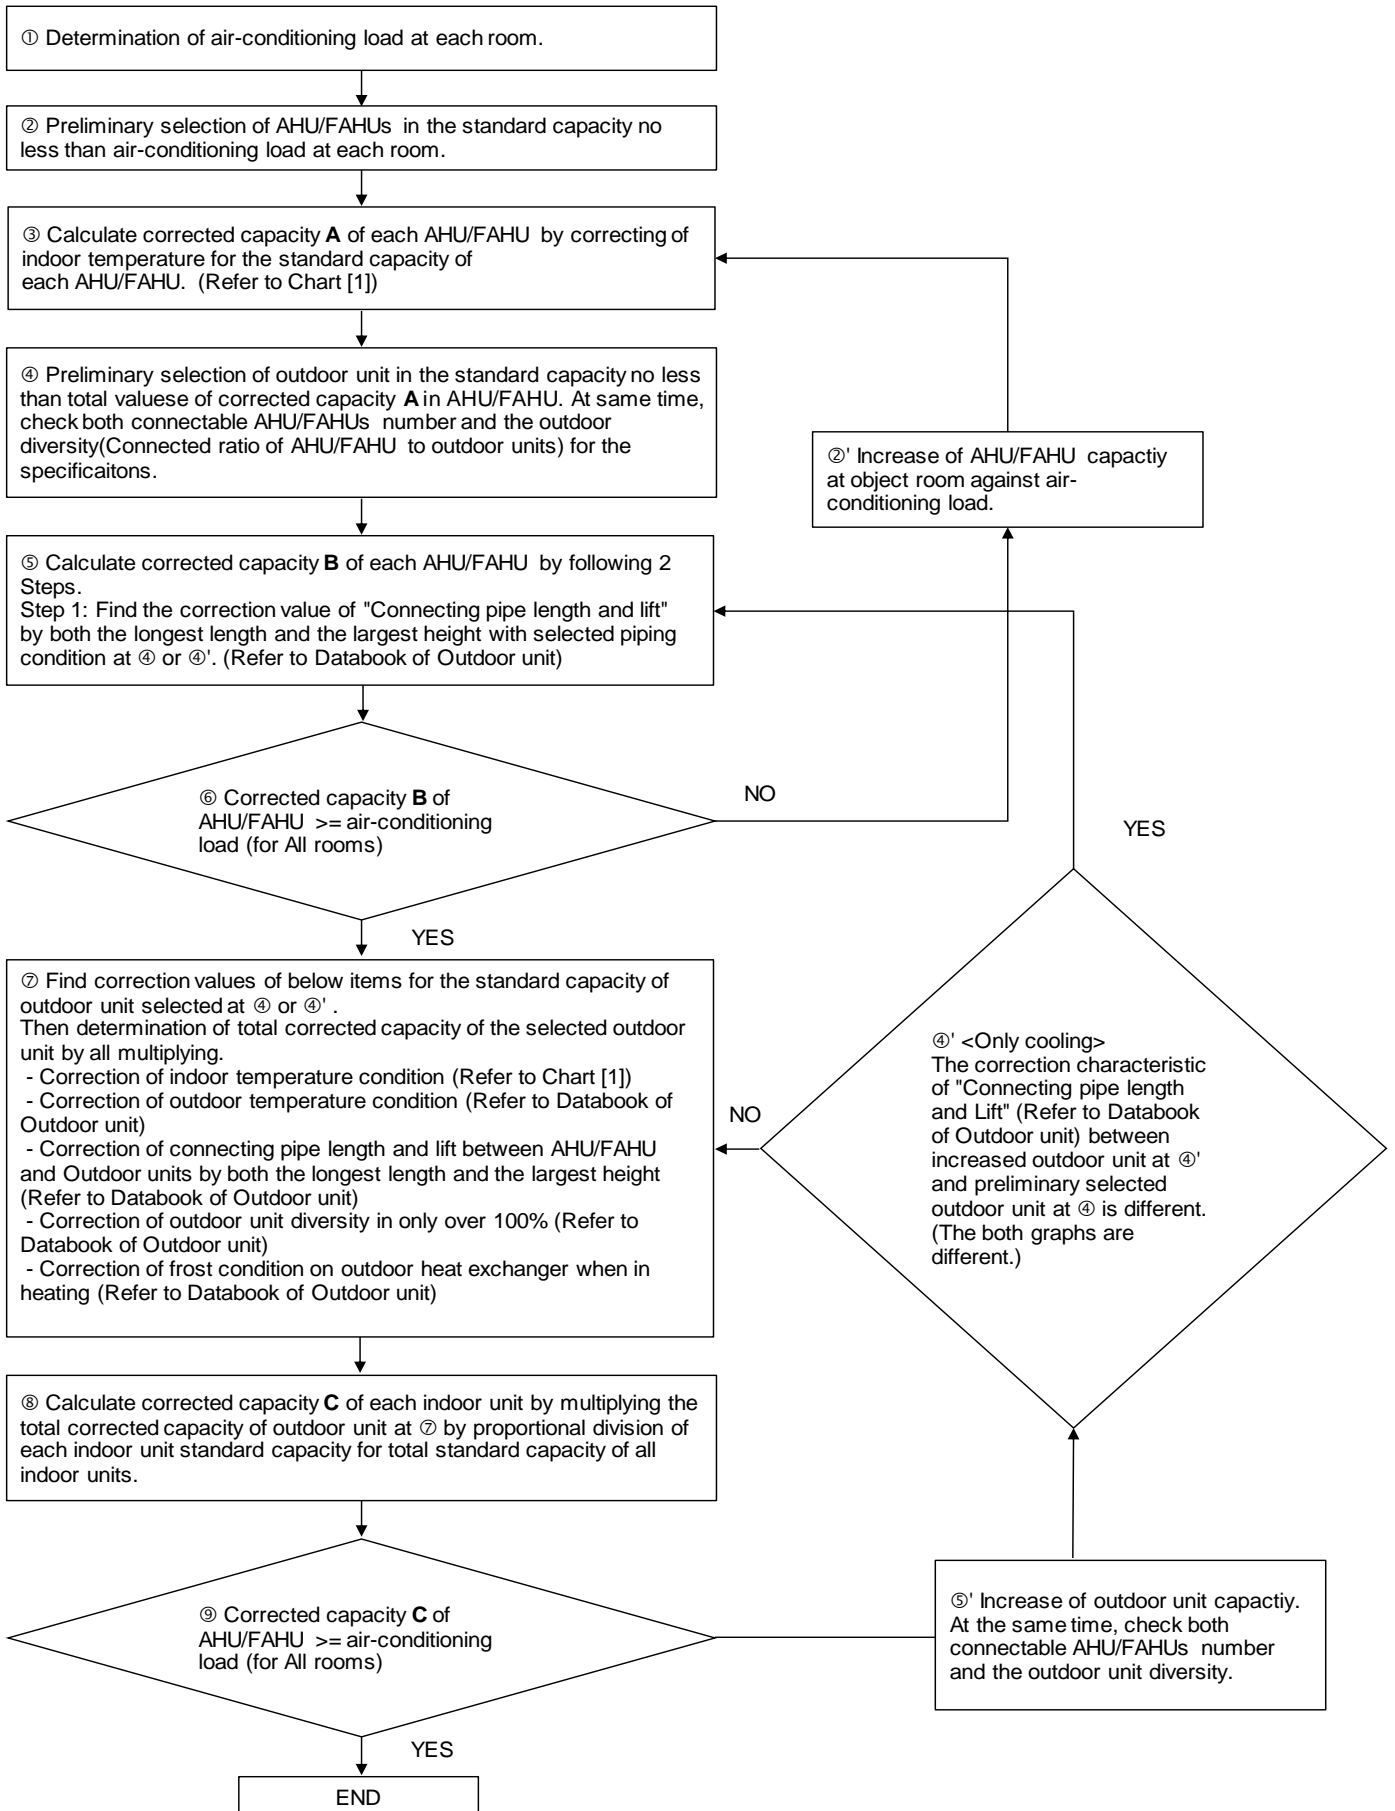 ① Determination of air-conditioning load at each room.
② Preliminary selection of AHU/FAHUs in the standard capacity no
less than air-conditioning load at each room.
③ Calculate corrected capacity A of each AHU/FAHU by correcting of
indoor temperature for the standard capacity of
each AHU/FAHU. (Refer to Chart [1])
④ Preliminary selection of outdoor unit in the standard capacity no less
than total valuese of corrected capacity A in AHU/FAHU. At same time,
check both connectable AHU/FAHUs number and the outdoor
diversity(Connected ratio of AHU/FAHU to outdoor units) for the
specificaitons.
②' Increase of AHU/FAHU capactiy
at object room against air-
conditioning load.
⑤ Calculate corrected capacity B of each AHU/FAHU by following 2
Steps.
Step 1: Find the correction value of "Connecting pipe length and lift"
by both the longest length and the largest height with selected piping
condition at ④ or ④'. (Refer to Databook of Outdoor unit)
⑥ Corrected capacity B of
AHU/FAHU >= air-conditioning
load (for All rooms)
NO
YES
YES
⑦ Find correction values of below items for the standard capacity of
outdoor unit selected at ④ or ④' .
Then determination of total corrected capacity of the selected outdoor
unit by all multiplying.
- Correction of indoor temperature condition (Refer to Chart [1])
- Correction of outdoor temperature condition (Refer to Databook of
Outdoor unit)
- Correction of connecting pipe length and lift between AHU/FAHU
and Outdoor units by both the longest length and the largest height
(Refer to Databook of Outdoor unit)
- Correction of outdoor unit diversity in only over 100% (Refer to
Databook of Outdoor unit)
- Correction of frost condition on outdoor heat exchanger when in
heating (Refer to Databook of Outdoor unit)
NO
④' <Only cooling>
The correction characteristic
of "Connecting pipe length
and Lift" (Refer to Databook
of Outdoor unit) between
increased outdoor unit at ④'
and preliminary selected
outdoor unit at ④ is different.
(The both graphs are
different.)
⑧ Calculate corrected capacity C of each indoor unit by multiplying the
total corrected capacity of outdoor unit at ⑦ by proportional division of
each indoor unit standard capacity for total standard capacity of all
indoor units.
⑨ Corrected capacity C of
AHU/FAHU >= air-conditioning
load (for All rooms)
⑤' Increase of outdoor unit capactiy.
At the same time, check both
connectable AHU/FAHUs number
and the outdoor unit diversity.
YES
END